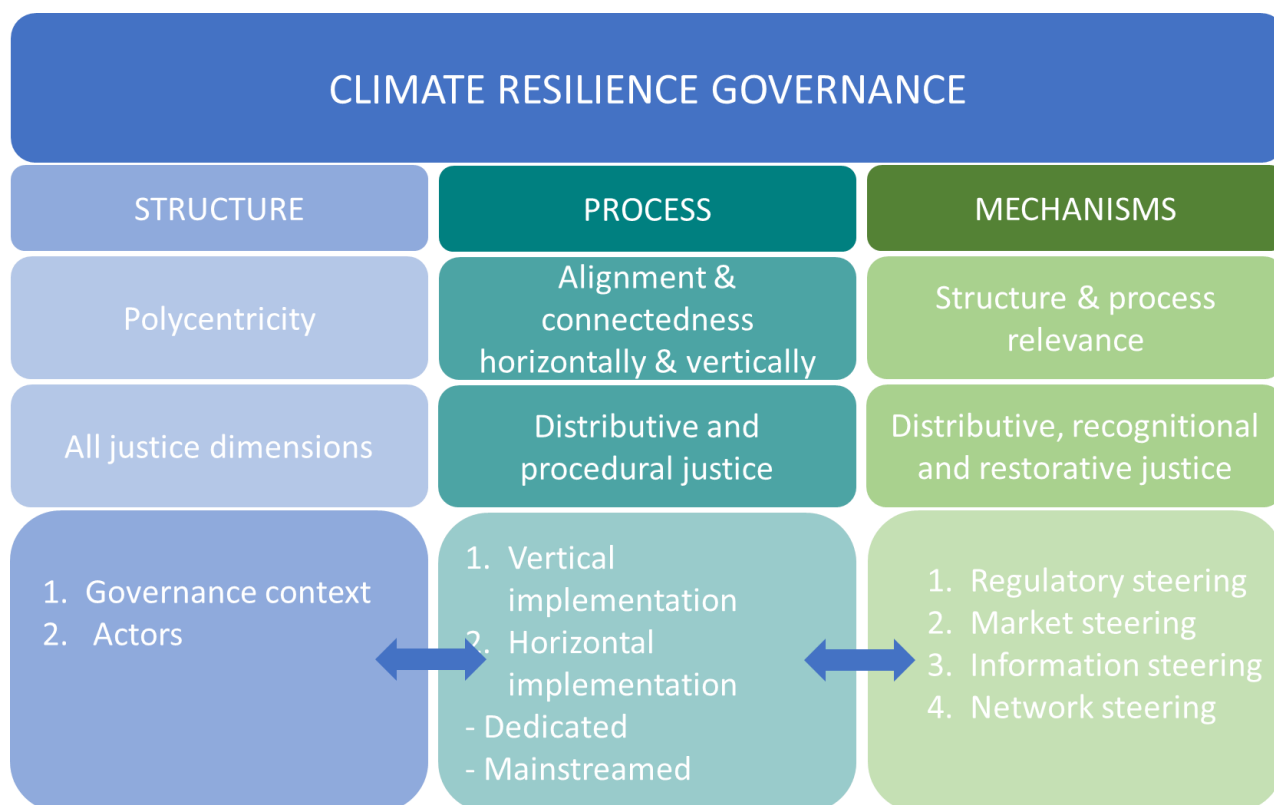 CLIMATE RESILIENCE GOVERNANCE
STRUCTURE
PROCESS
MECHANISMS
Polycentricity
Alignment &
connectedness
horizontally & vertically
Structure & process
relevance
All justice dimensions
Distributive and
procedural justice
Distributive, recognitional
and restorative justice
1. Governance context
2. Actors
1. Vertical
implementation
2. Horizontal
implementation
- Dedicated
- Mainstreamed
1. Regulatory steering
2. Market steering
3. Information steering
4. Network steering